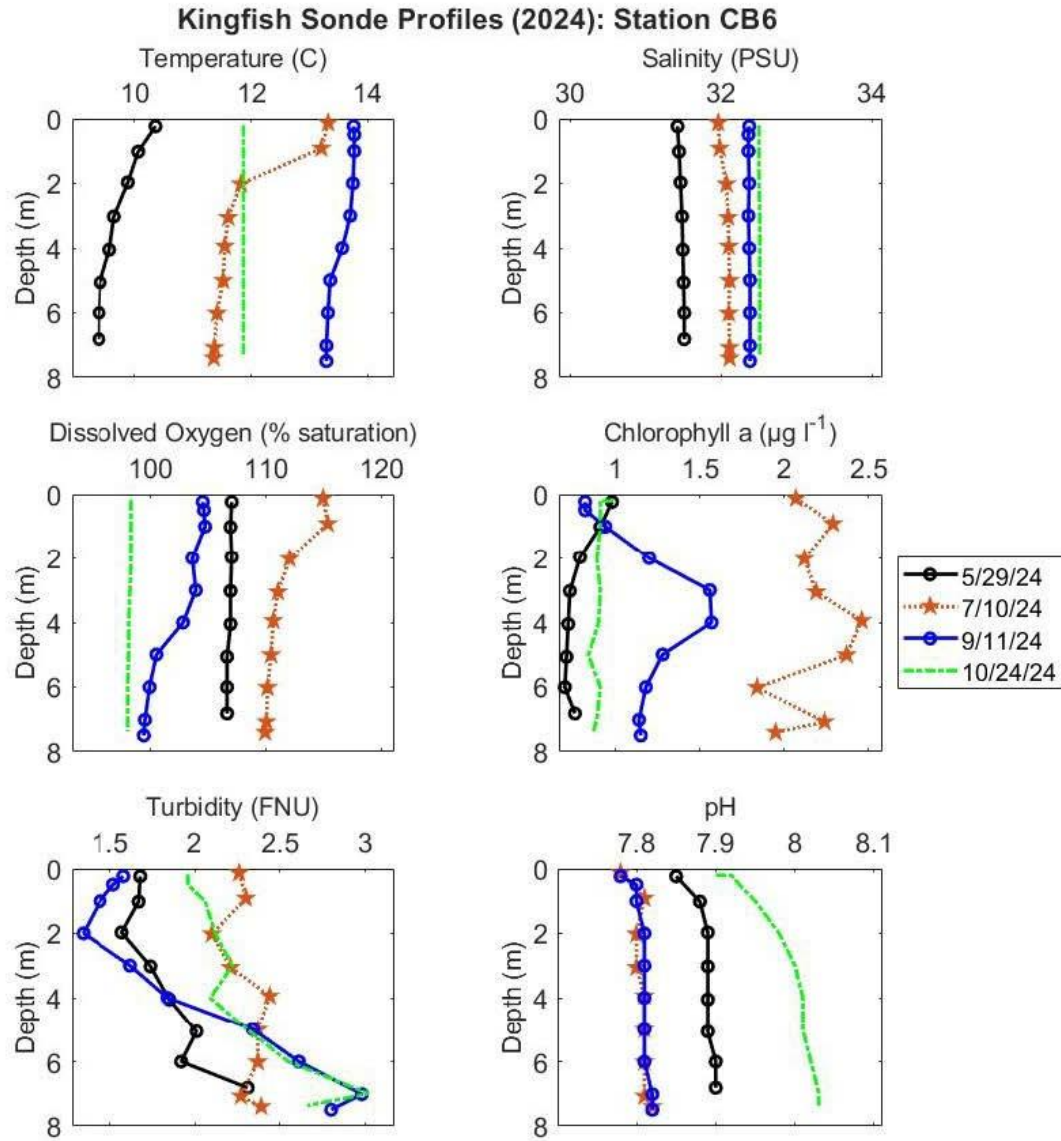 Kingfish Sonde Profiles (2024): Station CB6
Temperature (C)
10 12 14
0
2
4
6
8
Depth (m)
Salinity (PSU)
30 32 34
0
2
4
6
8
Depth (m)
Dissolved Oxygen (% saturation)
100 110 120
0
2
4
6
8
Depth (m)
Chlorophyll a (µg l⁻¹)
1 1.5 2 2.5
0
2
4
6
8
Depth (m)
5/29/24
7/10/24
9/11/24
10/24/24
Turbidity (FNU)
1.5 2 2.5 3
0
2
4
6
8
Depth (m)
pH
7.8 7.9 8 8.1
0
2
4
6
8
Depth (m)